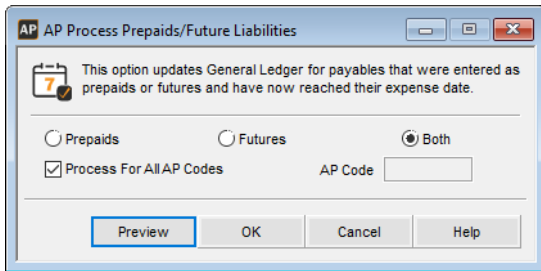 AP AP Process Prepaids/Future Liabilities
7 This option updates General Ledger for payables that were entered as
prepaids or futures and have now reached their expense date.
Prepaids Futures Both
Process For All AP Codes AP Code
Preview OK Cancel Help